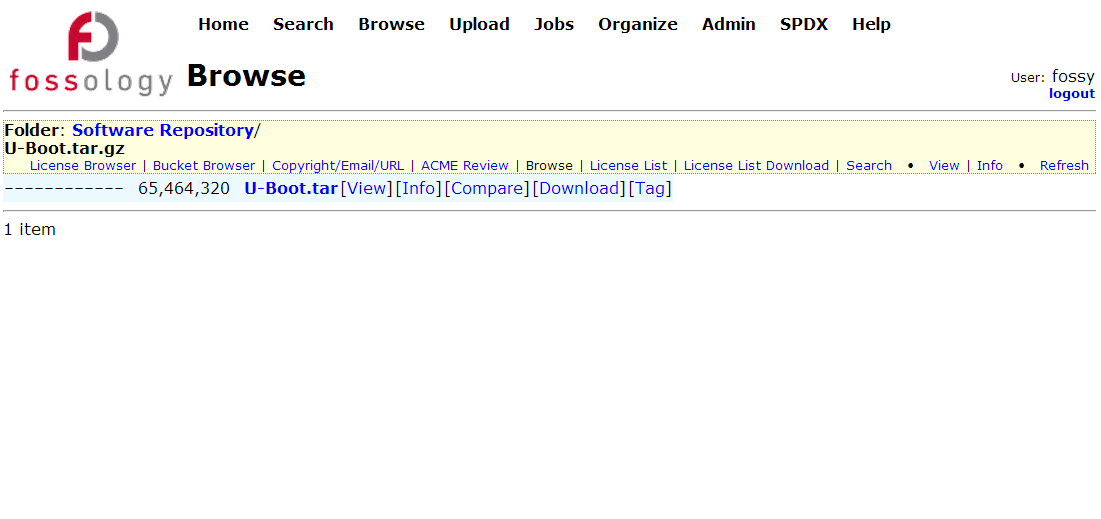 Home Search Browse Upload Jobs Organize Admin SPDX Help
fossology
Browse
User: fossy
logout
Folder: Software Repository/
U-Boot.tar.gz
License Browser | Bucket Browser | Copyright/Email/URL | ACME Review | Browse | License List | License List Download | Search • View | Info • Refresh
------------ 65,464,320 U-Boot.tar [View][Info][Compare][Download][Tag]
1 item